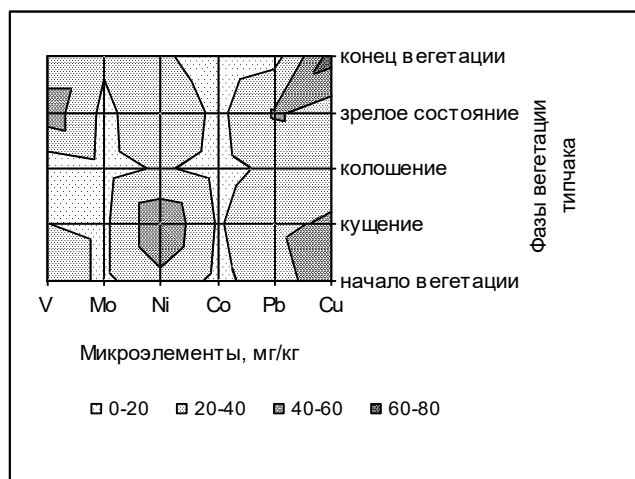 конец вегетации
зрелое состояние
колошение
кущение
начало вегетации
Фазы вегетации
типчака
V Mo Ni Co Pb Cu
Микроэлементы, мг/кг
0-20 20-40 40-60 60-80